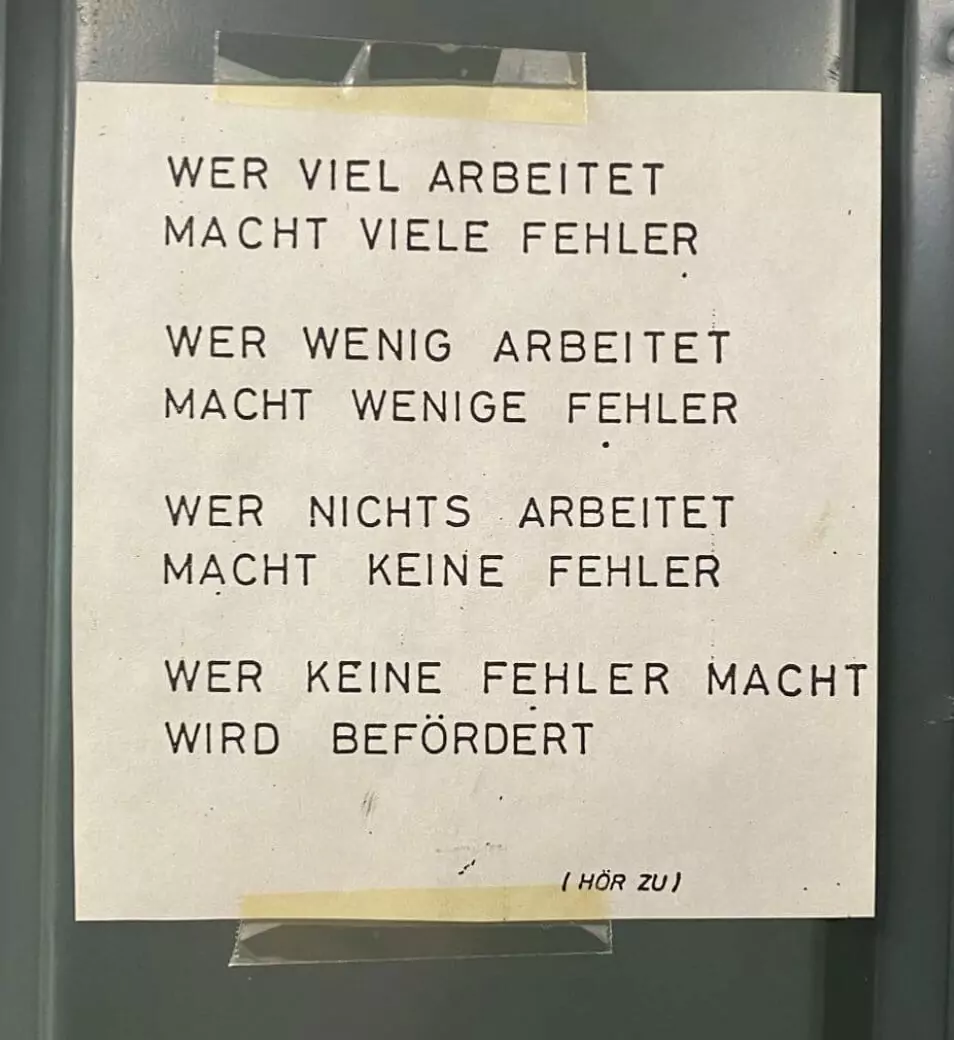 WER VIEL ARBEITET
MACHT VIELE FEHLER
WER WENIG ARBEITET
MACHT WENIGE FEHLER
WER NICHTS ARBEITET
MACHT KEINE FEHLER
WER KEINE FEHLER MACHT
WIRD BEFÖRDERT
(HÖR ZU)